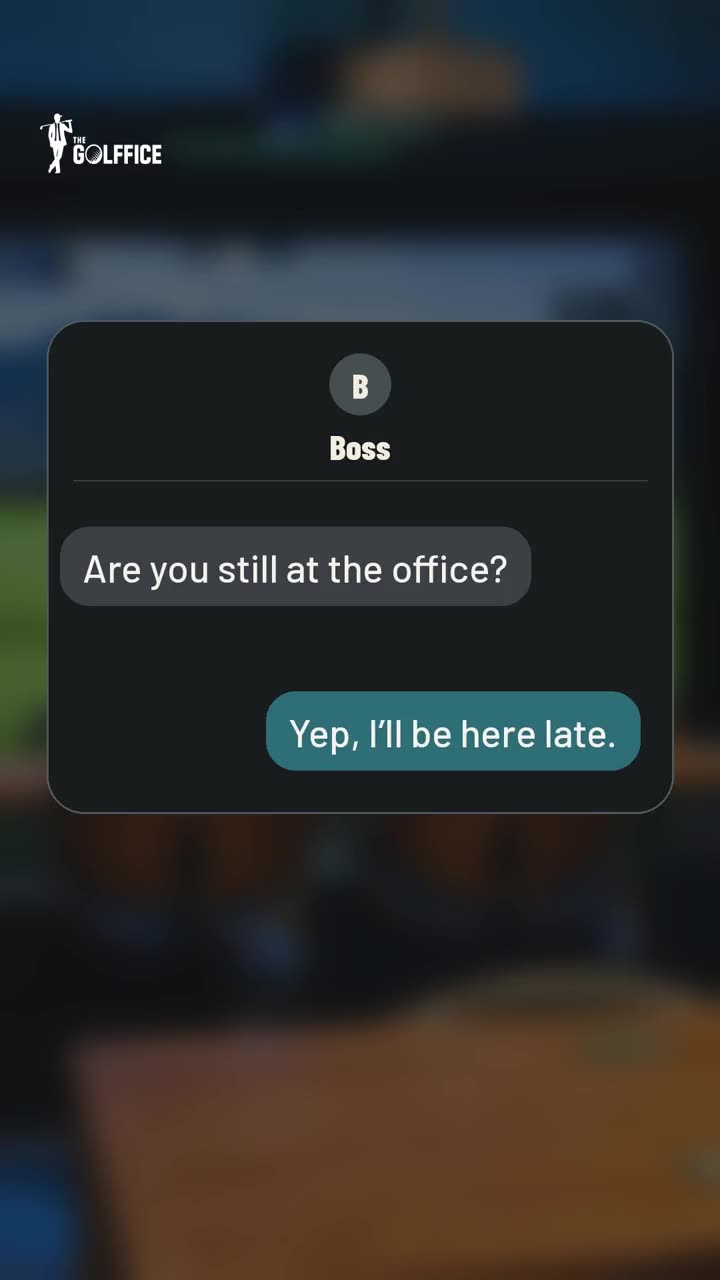 THE
GOLFFICE
B
Boss
Are you still at the office?
Yep, I’ll be here late.